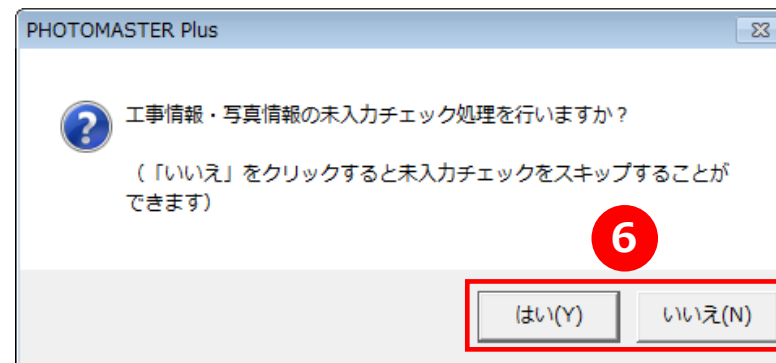 PHOTOMASTER Plus
工事情報・写真情報の未入力チェック処理を行いますか？
（「いいえ」をクリックすると未入力チェックをスキップすることが
できます）
6
はい(Y)
いいえ(N)